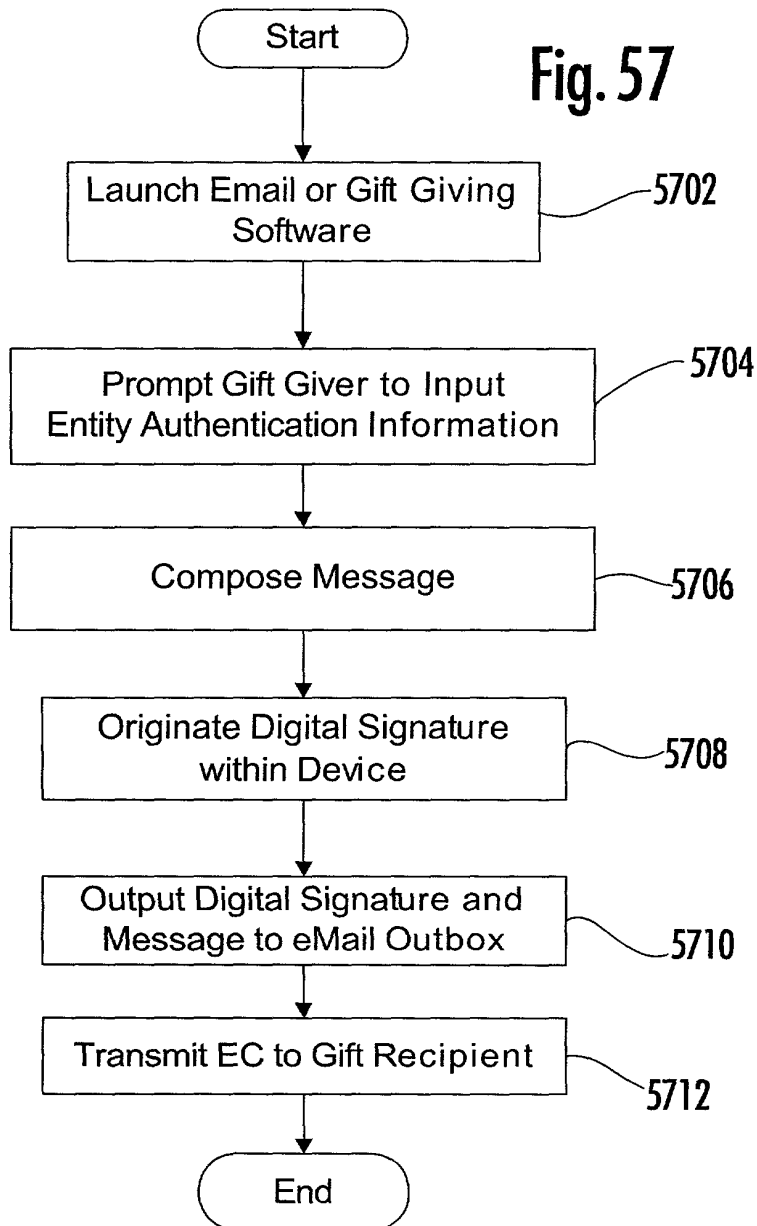 Start
Fig. 57
Launch Email or Gift Giving
Software
5702
Prompt Gift Giver to Input
Entity Authentication Information
5704
Compose Message
5706
Originate Digital Signature
within Device
5708
Output Digital Signature and
Message to eMail Outbox
5710
Transmit EC to Gift Recipient
5712
End